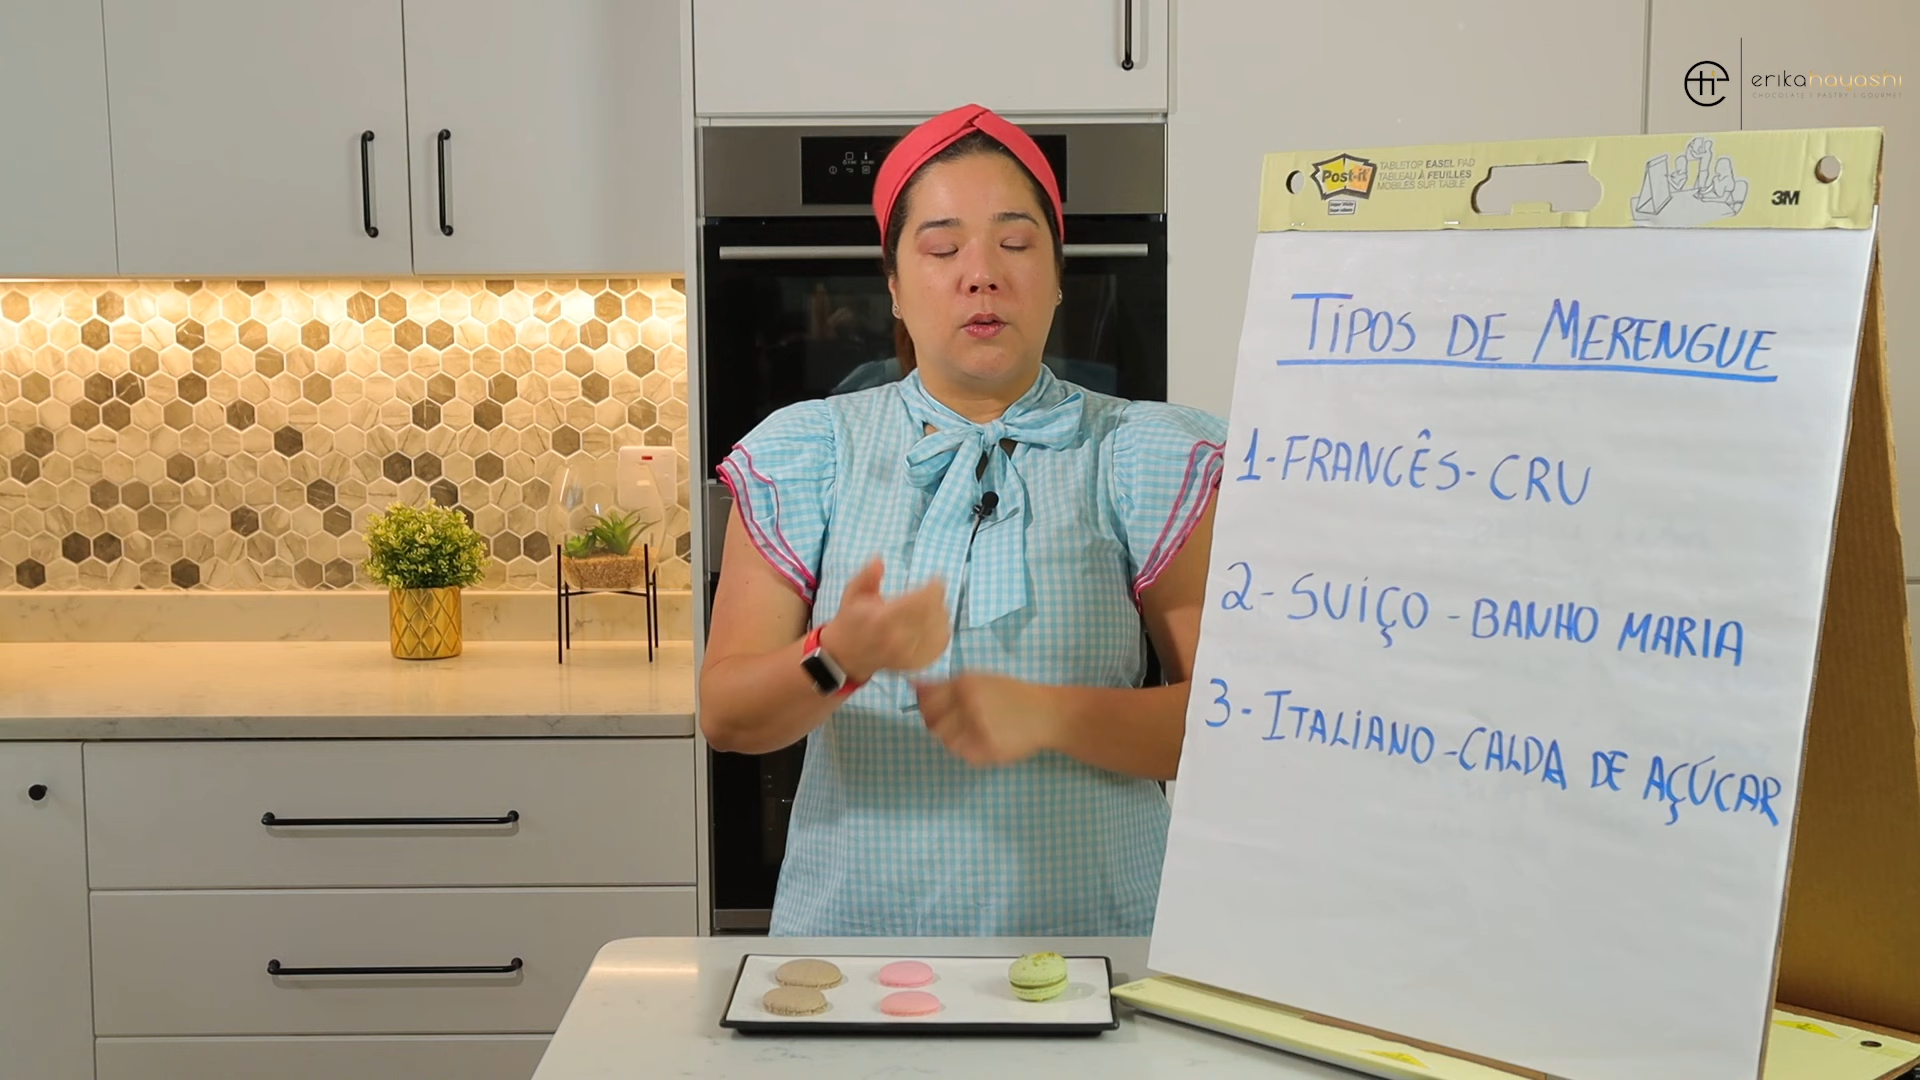 erikahayashi
CHOCOLATE | PASTRY | GOURMET
Post-it
TABLETOP EASEL PAD
TABLEAU À FEUILLES
MOBILES SUR TABLE
3M
TIPOS DE MERENGUE
1-FRANCÊS-CRU
2-SUIÇO-BANHO MARIA
3-ITALIANO-CALDA DE AÇÚCAR